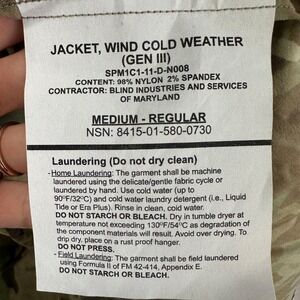 JACKET, WIND COLD WEATHER
(GEN III)
SPM1C1-11-D-N008
CONTENT: 98% NYLON 2% SPANDEX
CONTRACTOR: BLIND INDUSTRIES AND SERVICES
OF MARYLAND
MEDIUM - REGULAR
NSN: 8415-01-580-0730
Laundering (Do not dry clean)
-Home Laundering: The garment shall be machine
laundered using the delicate/gentle fabric cycle or
laundered by hand. Use cold water (up to
90°F/32°C) and cold water laundry detergent (i.e., Liquid
Tide or Era Plus). Rinse in clean, cold water.
DO NOT STARCH OR BLEACH. Dry in tumble dryer at
temperature not exceeding 130°F/54°C as degradation of
the component materials will result. Avoid over drying. To
drip dry, place on a rust proof hanger.
DO NOT PRESS.
- Field Laundering: The garment shall be field laundered
using Formula II of FM 42-414, Appendix E.
DO NOT STARCH OR BLEACH.